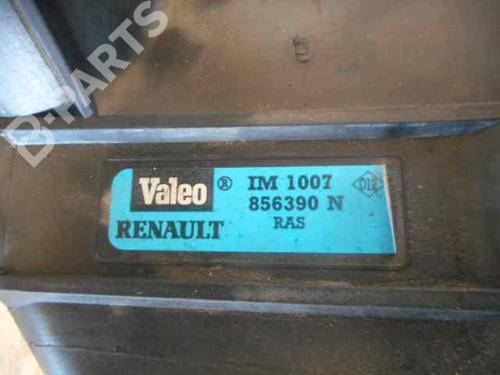 D-PARTS
Valeo ® IM 1007
856390 N
RENAULT RAS